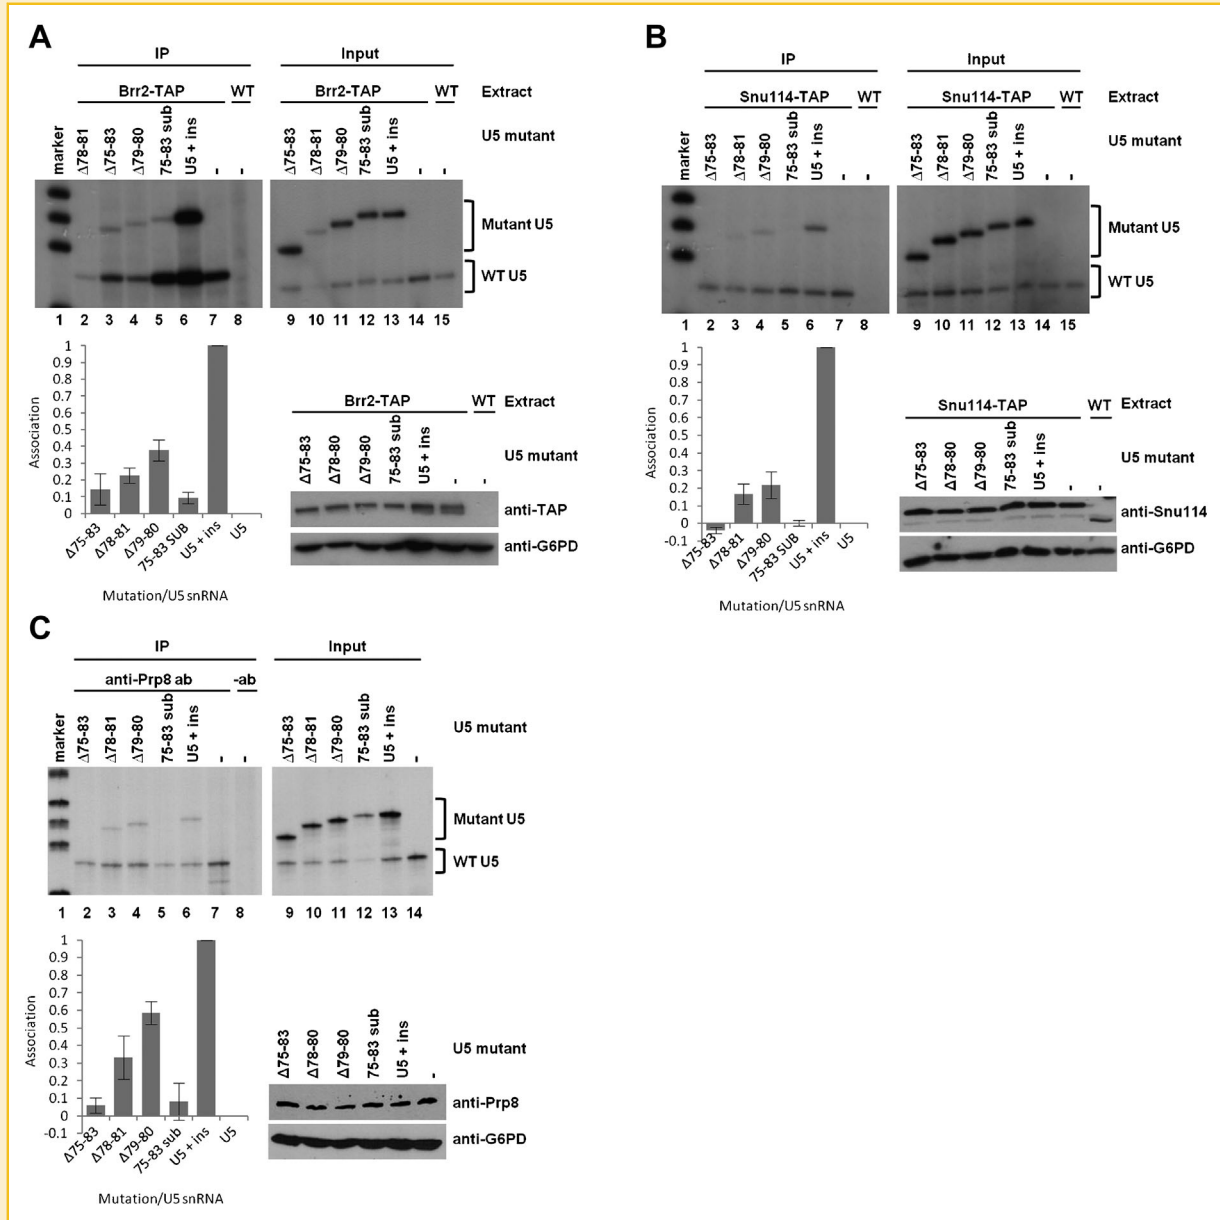 A
IP
Input
Brr2-TAP
WT
Brr2-TAP
WT
Extract
marker
Δ78-81
Δ75-83
Δ79-80
75-83 sub
U5 + ins
-
-
Δ75-83
Δ78-81
Δ79-80
75-83 sub
U5 + ins
-
-
U5 mutant
Mutant U5
WT U5
1 2 3 4 5 6 7 8 9 10 11 12 13 14 15
Association
1
0.9
0.8
0.7
0.6
0.5
0.4
0.3
0.2
0.1
0
Δ75-83
Δ78-81
Δ79-80
75-83 SUB
U5 + ins
U5
Mutation/U5 snRNA
Brr2-TAP
WT
Extract
Δ75-83
Δ78-80
Δ79-80
75-83 sub
U5 + ins
-
-
U5 mutant
anti-TAP
anti-G6PD
B
IP
Input
Snu114-TAP
WT
Snu114-TAP
WT
Extract
marker
Δ75-83
Δ78-81
Δ79-80
75-83 sub
U5 + ins
-
-
Δ75-83
Δ78-81
Δ79-80
75-83 sub
U5 + ins
-
-
U5 mutant
Mutant U5
WT U5
1 2 3 4 5 6 7 8 9 10 11 12 13 14 15
Association
1
0.9
0.8
0.7
0.6
0.5
0.4
0.3
0.2
0.1
0
-0.1
Δ75-83
Δ78-81
Δ79-80
75-83 SUB
U5 + ins
U5
Mutation/U5 snRNA
Snu114-TAP
WT
Extract
Δ75-83
Δ78-80
Δ79-80
75-83 sub
U5 + ins
-
-
U5 mutant
anti-Snu114
anti-G6PD
C
IP
Input
anti-Prp8 ab
-ab
marker
Δ75-83
Δ78-81
Δ79-80
75-83 sub
U5 + ins
-
-
Δ75-83
Δ78-81
Δ79-80
75-83 sub
U5 + ins
-
U5 mutant
Mutant U5
WT U5
1 2 3 4 5 6 7 8 9 10 11 12 13 14
Association
1
0.9
0.8
0.7
0.6
0.5
0.4
0.3
0.2
0.1
0
-0.1
Δ75-83
Δ78-81
Δ79-80
75-83 sub
U5 + ins
U5
Mutation/U5 snRNA
Δ75-83
Δ78-80
Δ79-80
75-83 sub
U5 + ins
-
U5 mutant
anti-Prp8
anti-G6PD